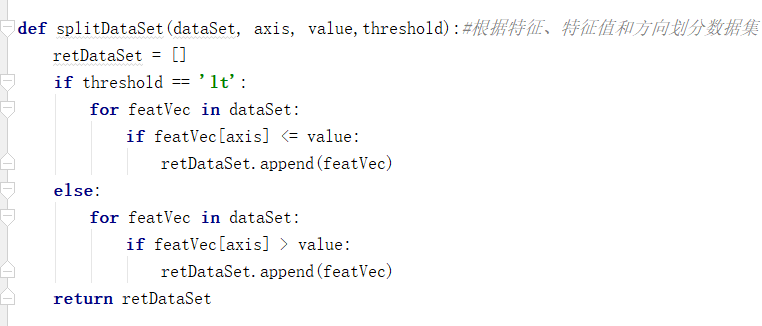 def splitDataSet(dataSet, axis, value,threshold):#根据特征、特征值和方向划分数据集
    retDataSet = []
    if threshold == 'lt':
        for featVec in dataSet:
            if featVec[axis] <= value:
                retDataSet.append(featVec)
    else:
        for featVec in dataSet:
            if featVec[axis] > value:
                retDataSet.append(featVec)
    return retDataSet